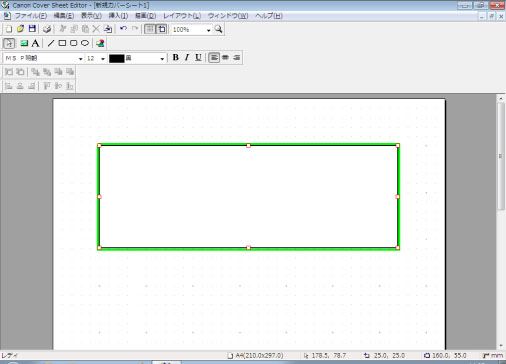 Canon Cover Sheet Editor - [新規カバーシート1]
ファイル(F) 編集(E) 表示(V) 挿入(I) 描画(D) レイアウト(L) ウィンドウ(W) ヘルプ(H)
100%
A
ＭＳ Ｐ明朝 12 黒 B I U
レディ A4(210.0x297.0) 178.5, 78.7 25.0, 25.0 160.0, 55.0 mm